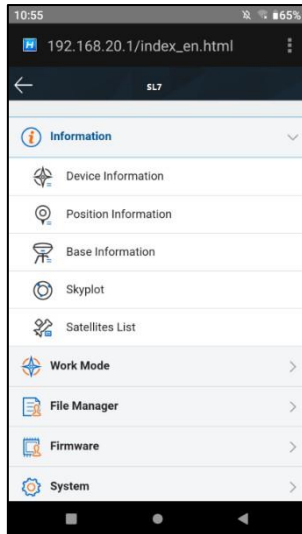 10:55
65%
192.168.20.1/index_en.html
SL7
Information
Device Information
Position Information
Base Information
Skyplot
Satellites List
Work Mode
File Manager
Firmware
System